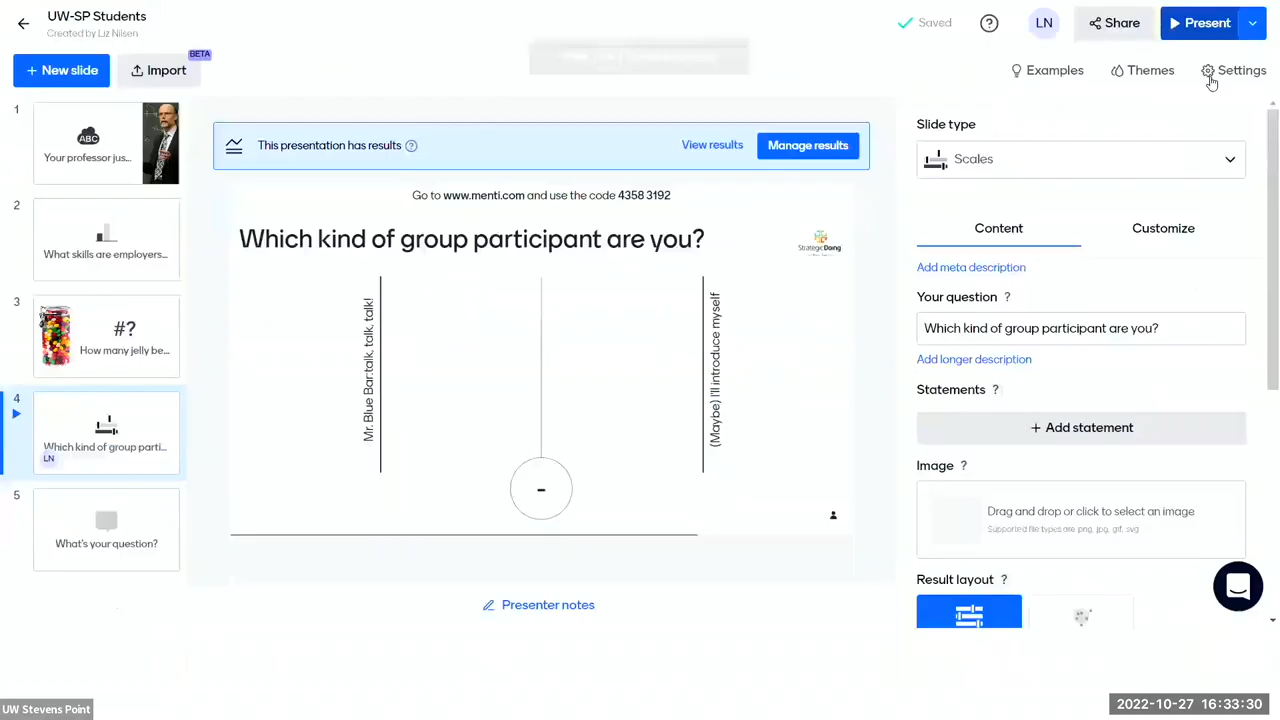 UW-SP Students
Created by Liz Nilsen
Saved
?
LN
Share
Present
+ New slide
Import
BETA
Examples
Themes
Settings
1
ABC
Your professor jus...
2
What skills are employers...
3
#?
How many jelly be...
4
Which kind of group parti...
LN
5
What's your question?
This presentation has results ?
View results
Manage results
Go to www.menti.com and use the code 4358 3192
Which kind of group participant are you?
StrategicDoing
Mr. Blue Bar:talk, talk, talk!
(Maybe) I'll introduce myself
-
Presenter notes
Slide type
Scales
Content
Customize
Add meta description
Your question ?
Which kind of group participant are you?
Add longer description
Statements ?
+ Add statement
Image ?
Drag and drop or click to select an image
Supported file types are png, jpg, gif, svg
Result layout ?
UW Stevens Point
2022-10-27 16:33:30